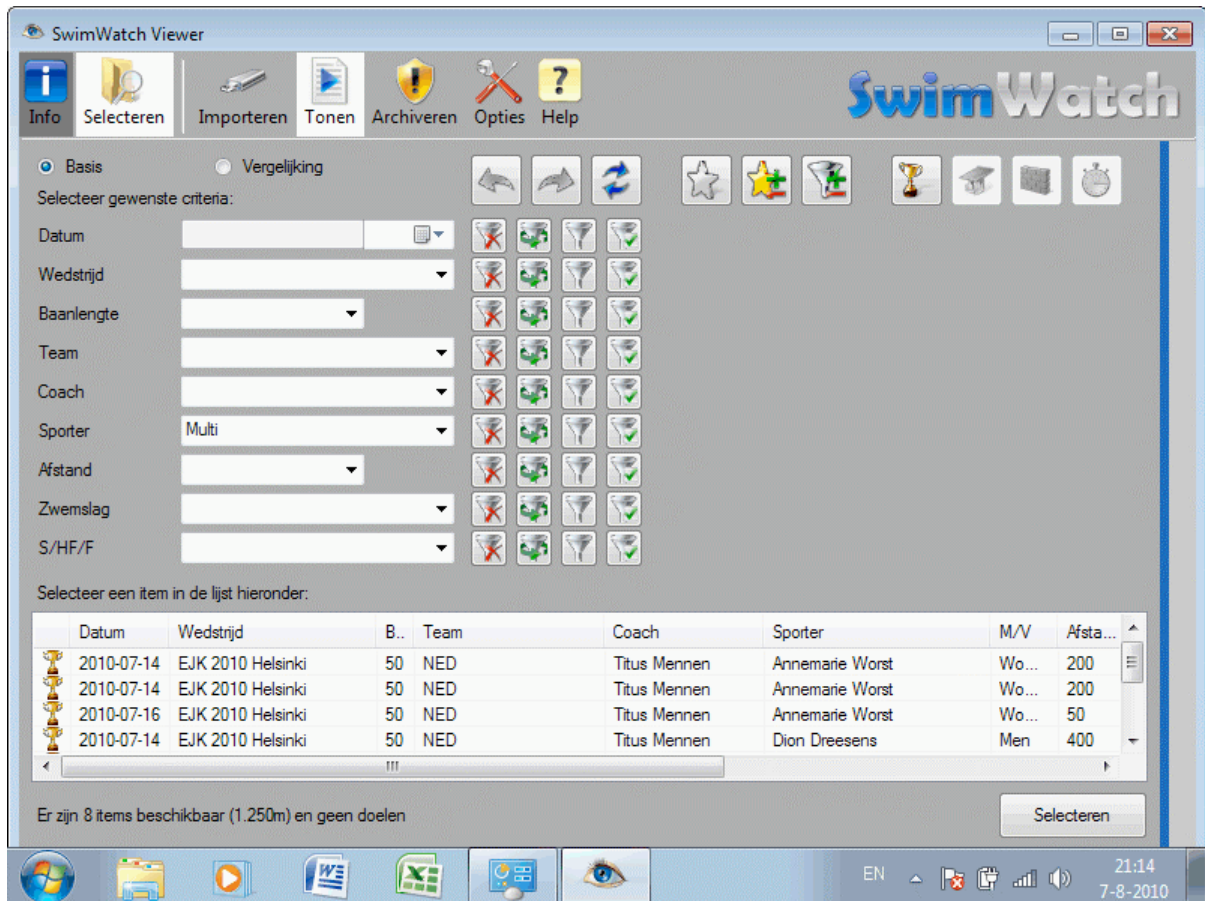 SwimWatch Viewer
Info Selecteren Importeren Tonen Archiveren Opties Help
SwimWatch
Basis Vergelijking
Selecteer gewenste criteria:
Datum
Wedstrijd
Baanlengte
Team
Coach
Sporter Multi
Afstand
Zwemslag
S/HF/F
Selecteer een item in de lijst hieronder:
Datum Wedstrijd B.. Team Coach Sporter M/V Afsta...
2010-07-14 EJK 2010 Helsinki 50 NED Titus Mennen Annemarie Worst Wo... 200
2010-07-14 EJK 2010 Helsinki 50 NED Titus Mennen Annemarie Worst Wo... 200
2010-07-16 EJK 2010 Helsinki 50 NED Titus Mennen Annemarie Worst Wo... 50
2010-07-14 EJK 2010 Helsinki 50 NED Titus Mennen Dion Dreesens Men 400
Er zijn 8 items beschikbaar (1.250m) en geen doelen
Selecteren
EN
21:14
7-8-2010